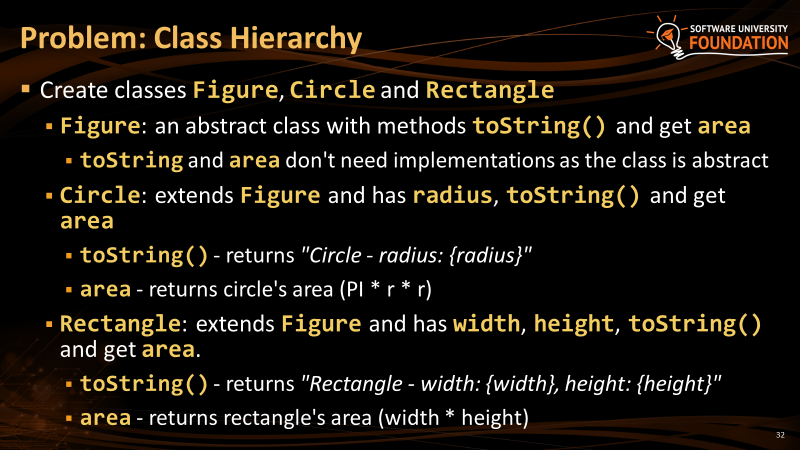 Problem: Class Hierarchy
SOFTWARE UNIVERSITY
FOUNDATION
Create classes Figure, Circle and Rectangle
Figure: an abstract class with methods toString() and get area
toString and area don't need implementations as the class is abstract
Circle: extends Figure and has radius, toString() and get
area
toString() - returns "Circle - radius: {radius}"
area - returns circle's area (PI * r * r)
Rectangle: extends Figure and has width, height, toString()
and get area.
toString() - returns "Rectangle - width: {width}, height: {height}"
area - returns rectangle's area (width * height)
32